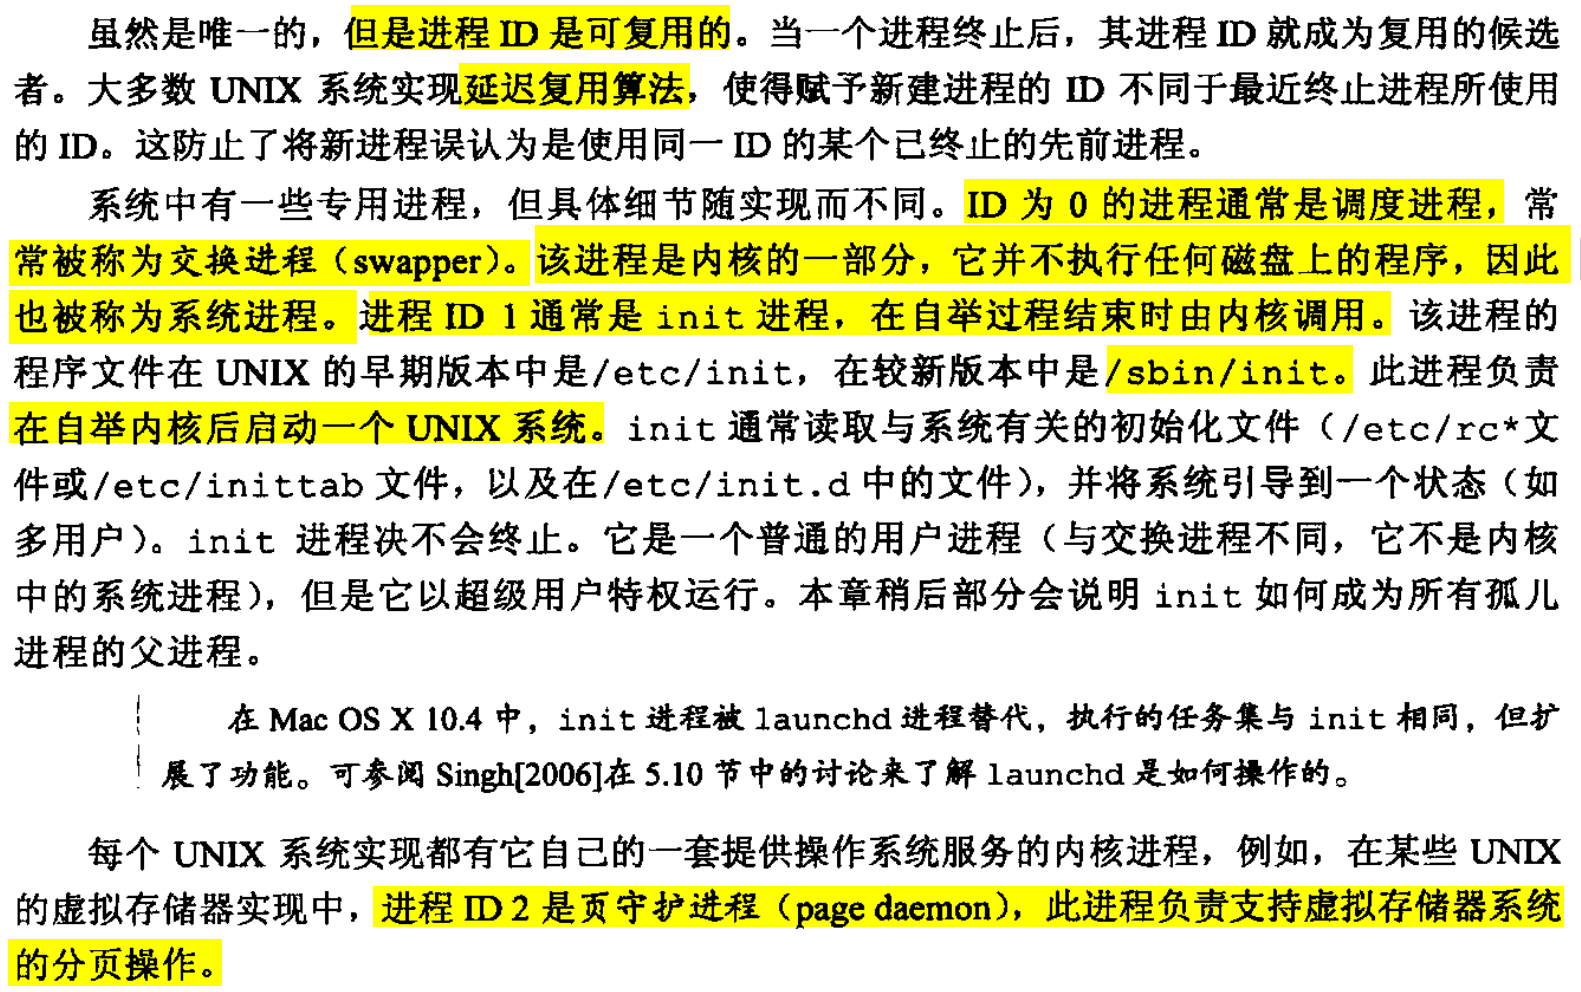 虽然是唯一的，但是进程 ID 是可复用的。当一个进程终止后，其进程 ID 就成为复用的候选
者。大多数 UNIX 系统实现延迟复用算法，使得赋予新建进程的 ID 不同于最近终止进程所使用
的 ID。这防止了将新进程误认为是使用同一 ID 的某个已终止的先前进程。
系统中有一些专用进程，但具体细节随实现而不同。ID 为 0 的进程通常是调度进程，常
常被称为交换进程（swapper）。该进程是内核的一部分，它并不执行任何磁盘上的程序，因此
也被称为系统进程。进程 ID 1 通常是 init 进程，在自举过程结束时由内核调用。该进程的
程序文件在 UNIX 的早期版本中是/etc/init，在较新版本中是/sbin/init。此进程负责
在自举内核后启动一个 UNIX 系统。init 通常读取与系统有关的初始化文件（/etc/rc*文
件或/etc/inittab 文件，以及在/etc/init.d 中的文件），并将系统引导到一个状态（如
多用户）。init 进程决不会终止。它是一个普通的用户进程（与交换进程不同，它不是内核
中的系统进程），但是它以超级用户特权运行。本章稍后部分会说明 init 如何成为所有孤儿
进程的父进程。
在 Mac OS X 10.4 中，init 进程被 launchd 进程替代，执行的任务集与 init 相同，但扩
展了功能。可参阅 Singh[2006]在 5.10 节中的讨论来了解 launchd 是如何操作的。
每个 UNIX 系统实现都有它自己的一套提供操作系统服务的内核进程，例如，在某些 UNIX
的虚拟存储器实现中，进程 ID 2 是页守护进程（page daemon），此进程负责支持虚拟存储器系统
的分页操作。